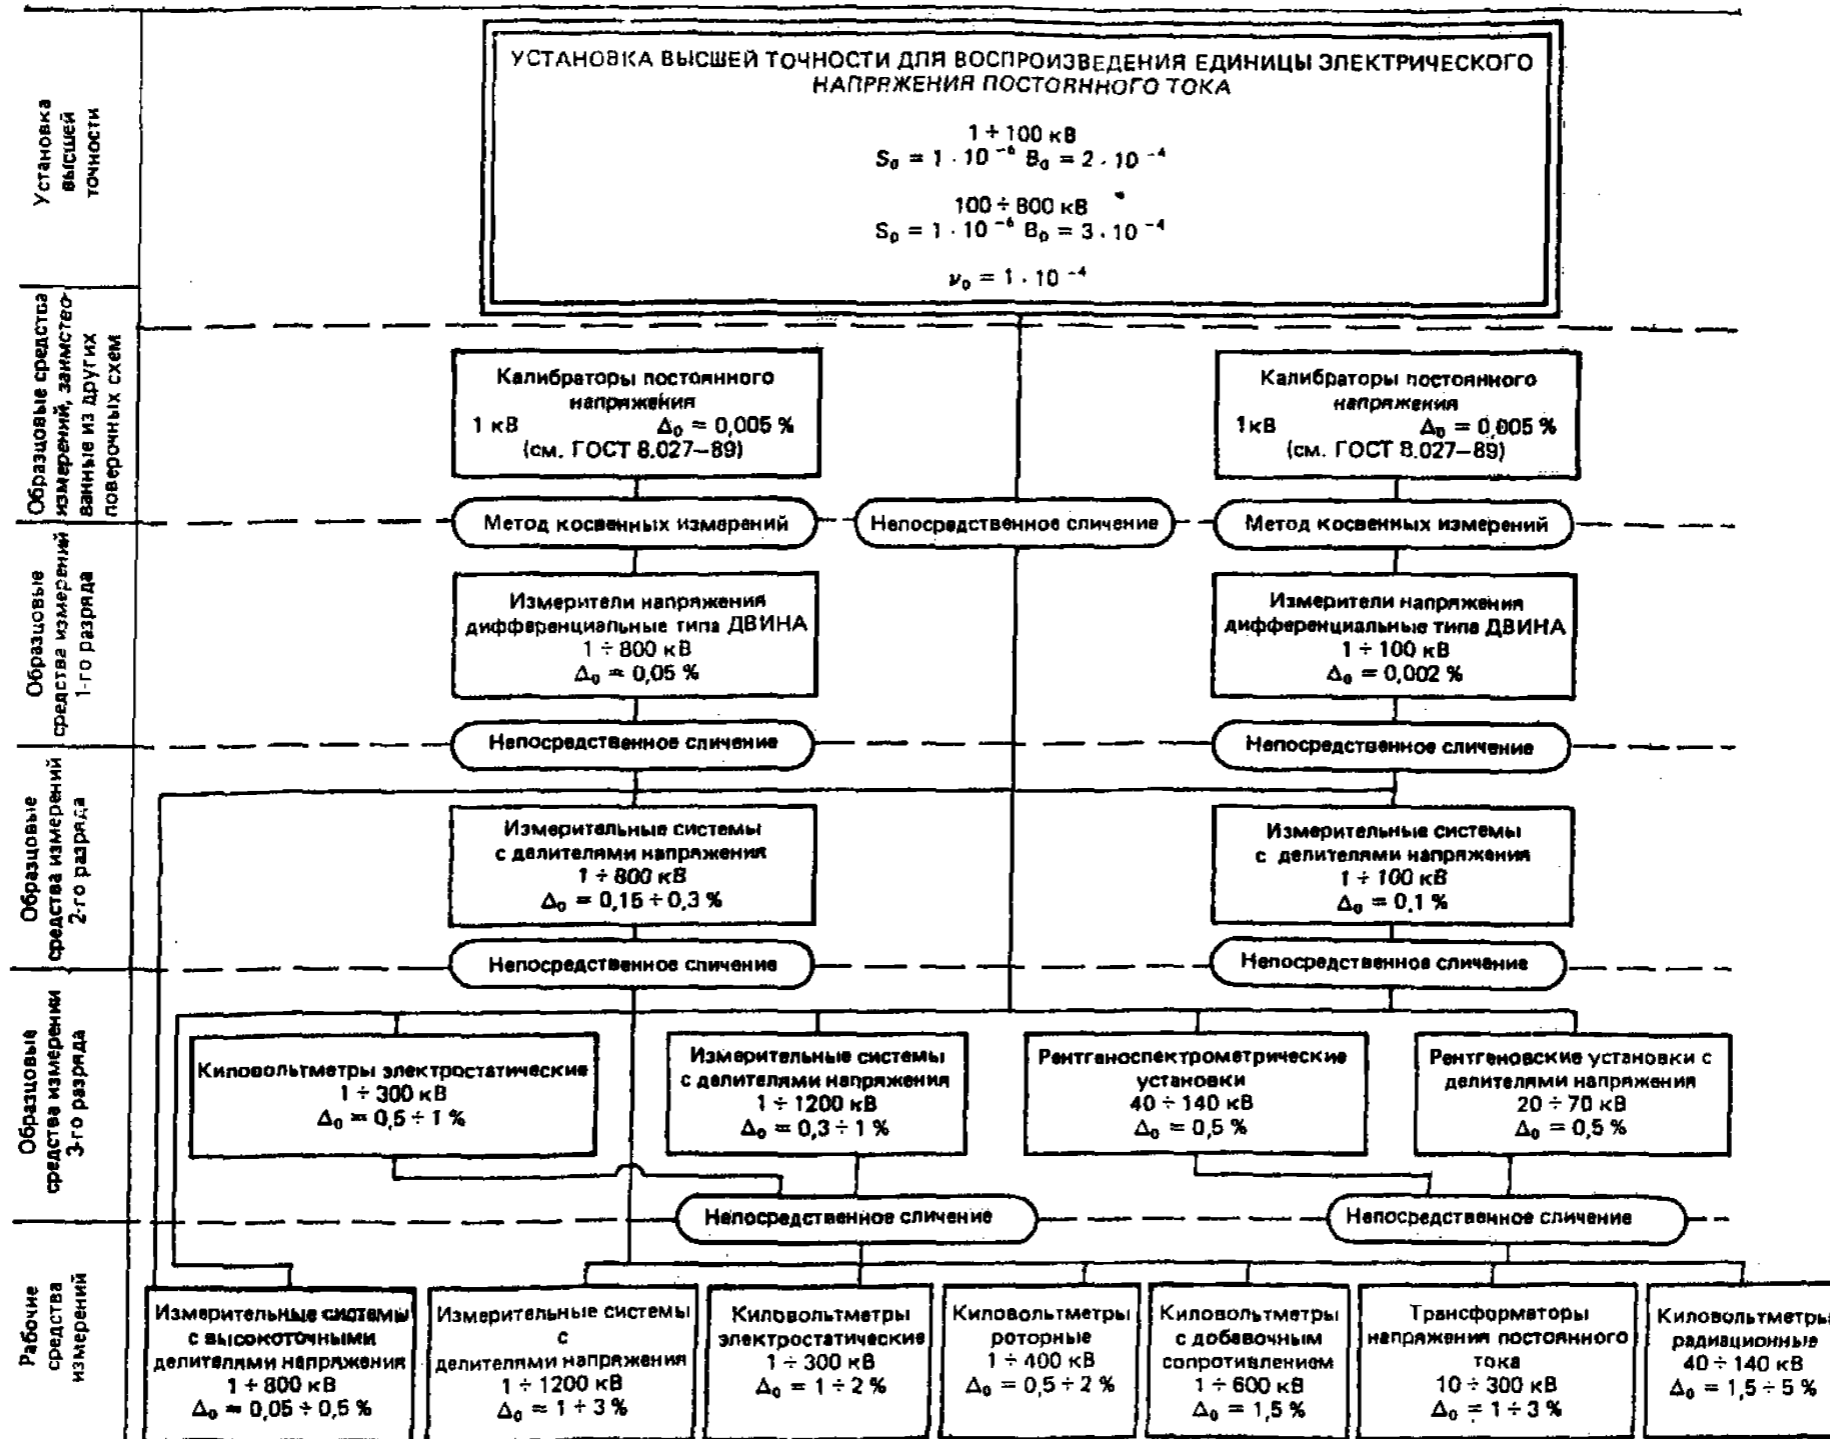 Установка
высшей
точности
УСТАНОВКА ВЫСШЕЙ ТОЧНОСТИ ДЛЯ ВОСПРОИЗВЕДЕНИЯ ЕДИНИЦЫ ЭЛЕКТРИЧЕСКОГО
НАПРЯЖЕНИЯ ПОСТОЯННОГО ТОКА
1 ÷ 100 кВ
S₀ = 1 · 10⁻⁶ B₀ = 2 · 10⁻⁴
100 ÷ 800 кВ
S₀ = 1 · 10⁻⁶ B₀ = 3 · 10⁻⁴
ν₀ = 1 · 10⁻⁴
Образцовые средства
измерений, заимство-
ванные из других
поверочных схем
Калибраторы постоянного
напряжения
1 кВ Δ₀ = 0,005 %
(см. ГОСТ 8.027—89)
Калибраторы постоянного
напряжения
1 кВ Δ₀ = 0,005 %
(см. ГОСТ 8.027—89)
Метод косвенных измерений
Непосредственное сличение
Метод косвенных измерений
Образцовые
средства измерений
1-го разряда
Измерители напряжения
дифференциальные типа ДВИНА
1 ÷ 800 кВ
Δ₀ = 0,05 %
Измерители напряжения
дифференциальные типа ДВИНА
1 ÷ 100 кВ
Δ₀ = 0,002 %
Непосредственное сличение
Непосредственное сличение
Образцовые
средства измерений
2-го разряда
Измерительные системы
с делителями напряжения
1 ÷ 800 кВ
Δ₀ = 0,15 ÷ 0,3 %
Измерительные системы
с делителями напряжения
1 ÷ 100 кВ
Δ₀ = 0,1 %
Непосредственное сличение
Непосредственное сличение
Образцовые
средства измерении
3-го разряда
Киловольтметры электростатические
1 ÷ 300 кВ
Δ₀ = 0,5 ÷ 1 %
Измерительные системы
с делителями напряжения
1 ÷ 1200 кВ
Δ₀ = 0,3 ÷ 1 %
Рентгеноспектрометрические
установки
40 ÷ 140 кВ
Δ₀ = 0,5 %
Рентгеновские установки с
делителями напряжения
20 ÷ 70 кВ
Δ₀ = 0,5 %
Непосредственное сличение
Непосредственное сличение
Рабочие
средства
измерений
Измерительные системы
с высокоточными
делителями напряжения
1 ÷ 800 кВ
Δ₀ = 0,05 ÷ 0,5 %
Измерительные системы
с
делителями напряжения
1 ÷ 1200 кВ
Δ₀ = 1 ÷ 3 %
Киловольтметры
электростатические
1 ÷ 300 кВ
Δ₀ = 1 ÷ 2 %
Киловольтметры
роторные
1 ÷ 400 кВ
Δ₀ = 0,5 ÷ 2 %
Киловольтметры
с добавочным
сопротивлением
1 ÷ 600 кВ
Δ₀ = 1,5 %
Трансформаторы
напряжения постоянного
тока
10 ÷ 300 кВ
Δ₀ = 1 ÷ 3 %
Киловольтметры
радиационные
40 ÷ 140 кВ
Δ₀ = 1,5 ÷ 5 %